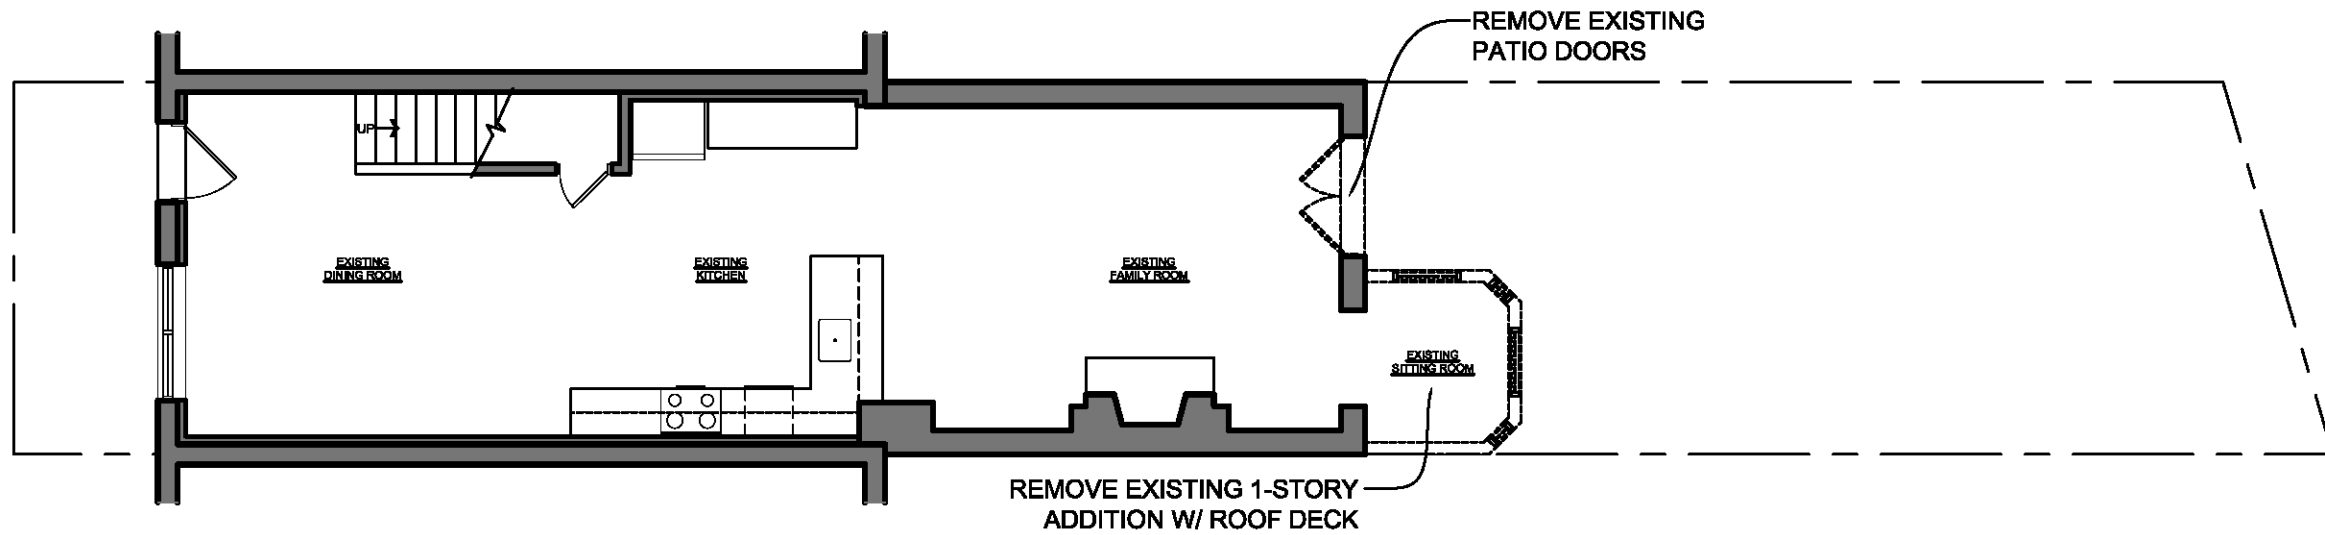 REMOVE EXISTING
PATIO DOORS
UP
EXISTING
DINING ROOM
EXISTING
KITCHEN
EXISTING
FAMILY ROOM
EXISTING
SITTING ROOM
REMOVE EXISTING 1-STORY
ADDITION W/ ROOF DECK